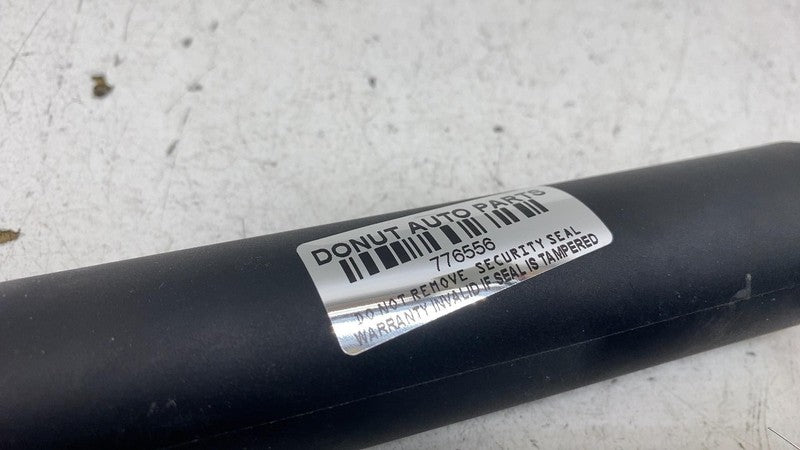 DONUT AUTO PARTS
776556
DO NOT REMOVE SECURITY SEAL
WARRANTY INVALID IF SEAL IS TAMPERED